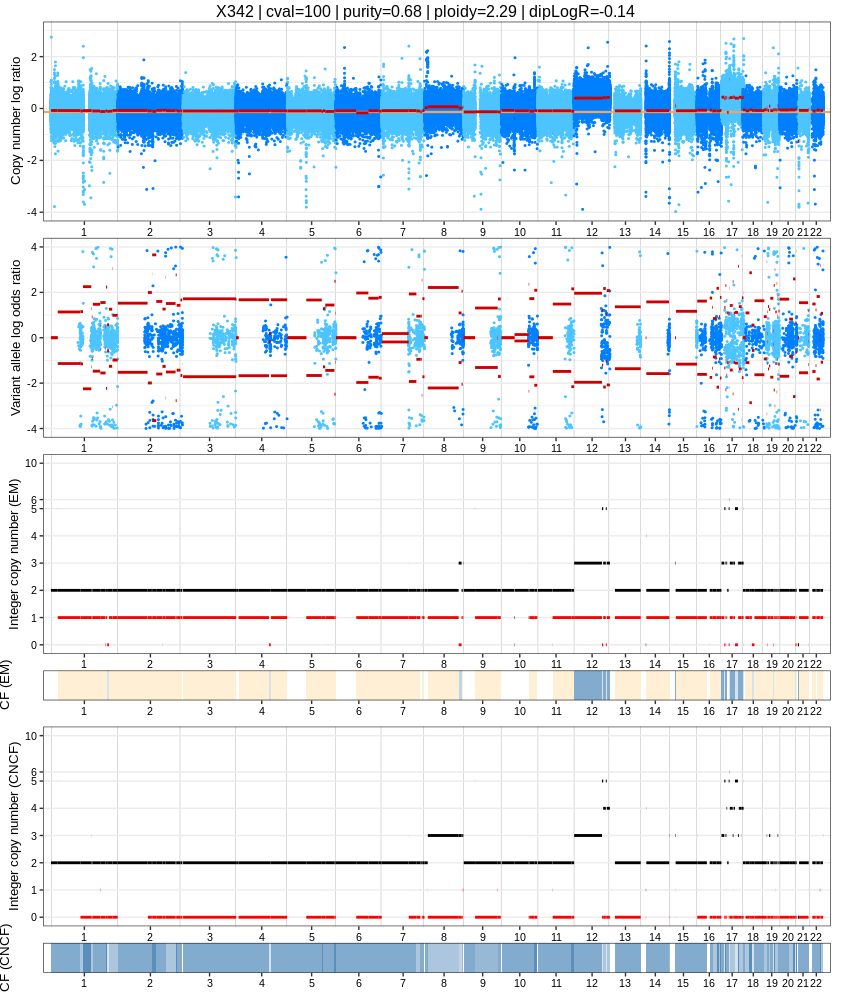 X342 | cval=100 | purity=0.68 | ploidy=2.29 | dipLogR=-0.14
Copy number log ratio
2
0
-2
-4
1 2 3 4 5 6 7 8 9 10 11 12 13 14 15 16 17 18 19 20 21 22
Variant allele log odds ratio
4
2
0
-2
-4
1 2 3 4 5 6 7 8 9 10 11 12 13 14 15 16 17 18 19 20 21 22
Integer copy number (EM)
10
6
5
4
3
2
1
0
1 2 3 4 5 6 7 8 9 10 11 12 13 14 15 16 17 18 19 20 21 22
CF (EM)
1 2 3 4 5 6 7 8 9 10 11 12 13 14 15 16 17 18 19 20 21 22
Integer copy number (CNCF)
10
6
5
4
3
2
1
0
1 2 3 4 5 6 7 8 9 10 11 12 13 14 15 16 17 18 19 20 21 22
CF (CNCF)
1 2 3 4 5 6 7 8 9 10 11 12 13 14 15 16 17 18 19 20 21 22